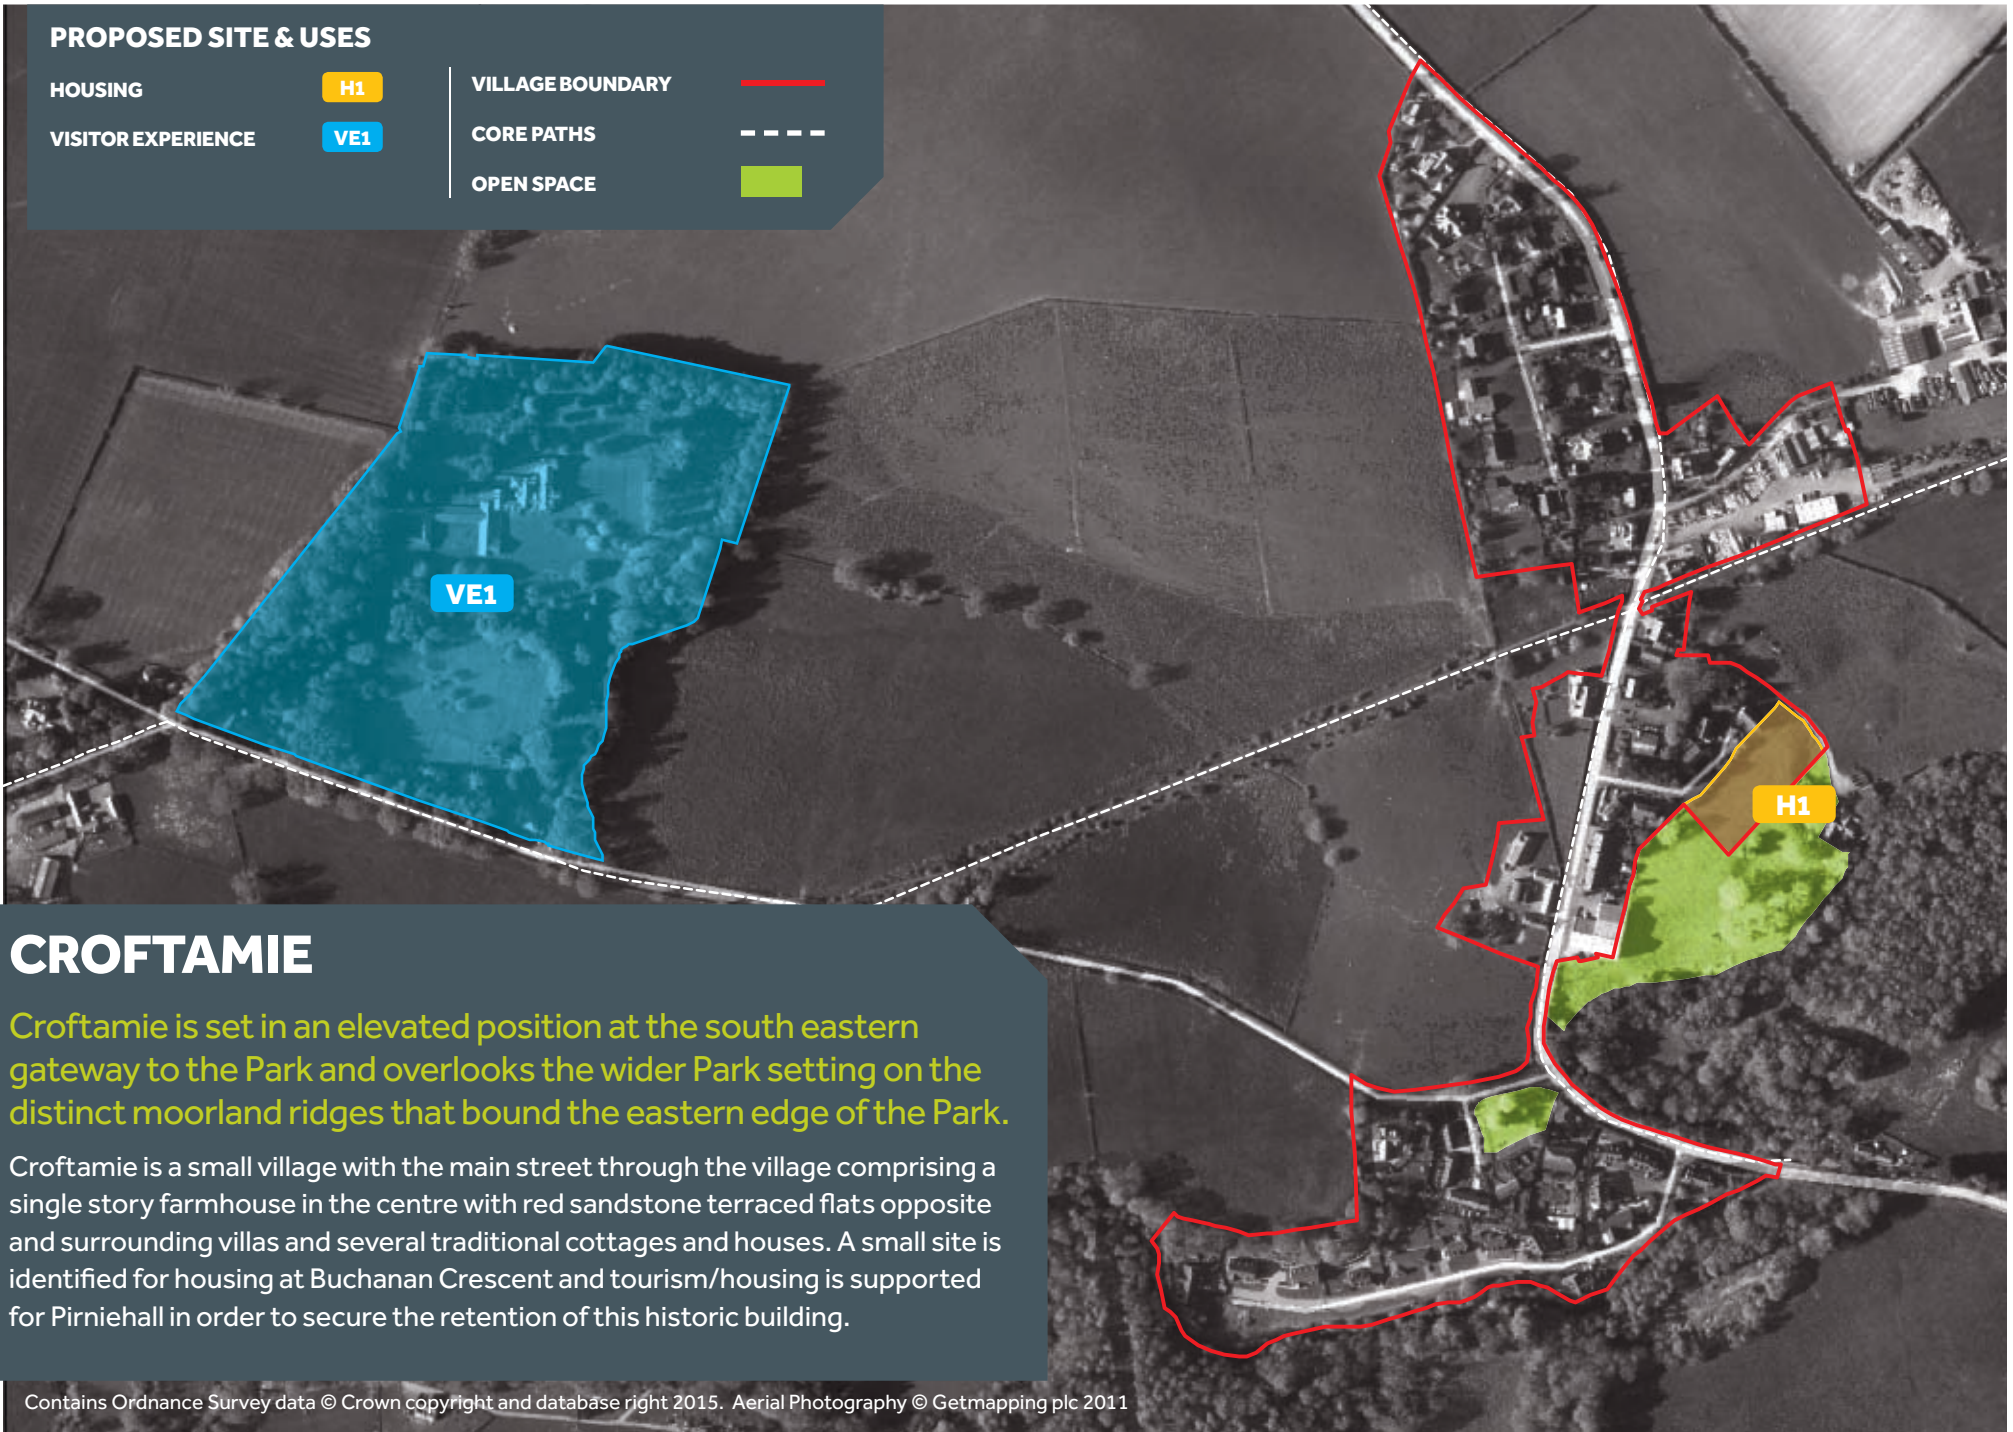 PROPOSED SITE & USES
HOUSING H1
VISITOR EXPERIENCE VE1
VILLAGE BOUNDARY
CORE PATHS
OPEN SPACE
VE1
H1
CROFTAMIE
Croftamie is set in an elevated position at the south eastern
gateway to the Park and overlooks the wider Park setting on the
distinct moorland ridges that bound the eastern edge of the Park.
Croftamie is a small village with the main street through the village comprising a
single story farmhouse in the centre with red sandstone terraced flats opposite
and surrounding villas and several traditional cottages and houses. A small site is
identified for housing at Buchanan Crescent and tourism/housing is supported
for Pirniehall in order to secure the retention of this historic building.
Contains Ordnance Survey data © Crown copyright and database right 2015. Aerial Photography © Getmapping plc 2011